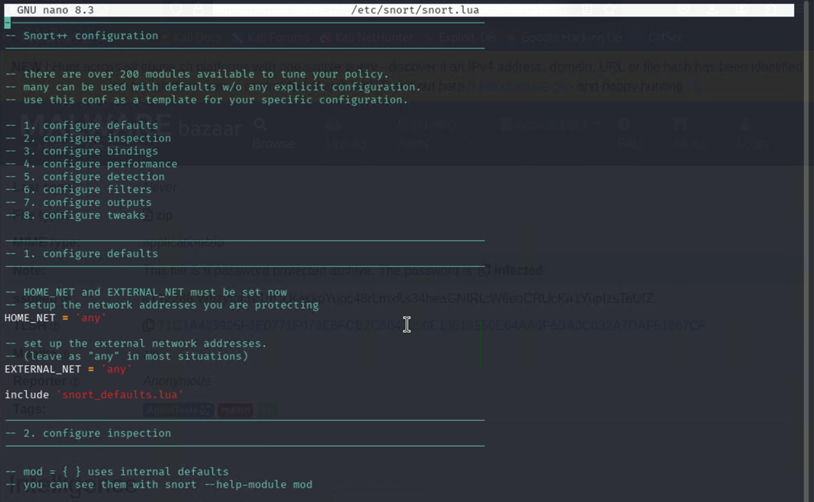 GNU nano 8.3 /etc/snort/snort.lua
-- Snort++ configuration
-- there are over 200 modules available to tune your policy.
-- many can be used with defaults w/o any explicit configuration.
-- use this conf as a template for your specific configuration.
-- 1. configure defaults
-- 2. configure inspection
-- 3. configure bindings
-- 4. configure performance
-- 5. configure detection
-- 6. configure filters
-- 7. configure outputs
-- 8. configure tweaks
-- 1. configure defaults
-- HOME_NET and EXTERNAL_NET must be set now
-- setup the network addresses you are protecting
HOME_NET = 'any'
-- set up the external network addresses.
-- (leave as "any" in most situations)
EXTERNAL_NET = 'any'
include 'snort_defaults.lua'
-- 2. configure inspection
-- mod = { } uses internal defaults
-- you can see them with snort --help-module mod
bazaar
Browse
infected
Reporter
Anonymous
Tags: